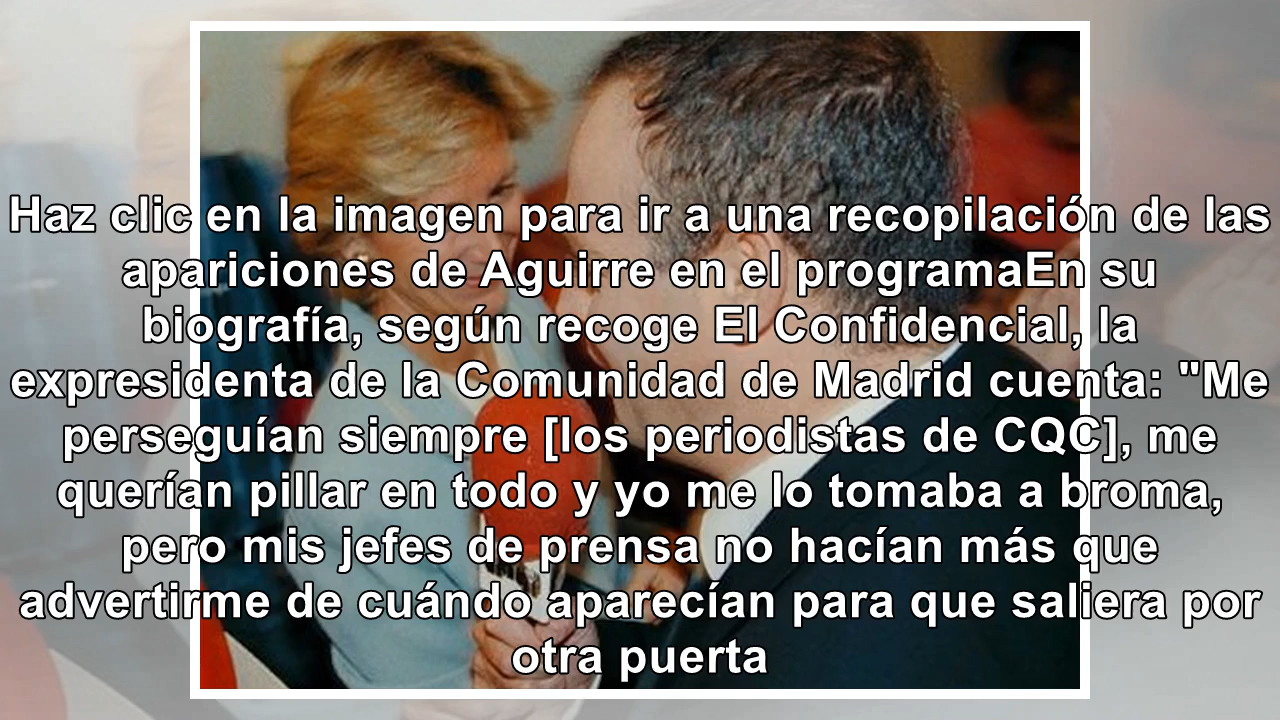 Haz clic en la imagen para ir a una recopilación de las
apariciones de Aguirre en el programaEn su
biografía, según recoge El Confidencial, la
expresidenta de la Comunidad de Madrid cuenta: "Me
perseguían siempre [los periodistas de CQC], me
querían pillar en todo y yo me lo tomaba a broma,
pero mis jefes de prensa no hacían más que
advertirme de cuándo aparecían para que saliera por
otra puerta